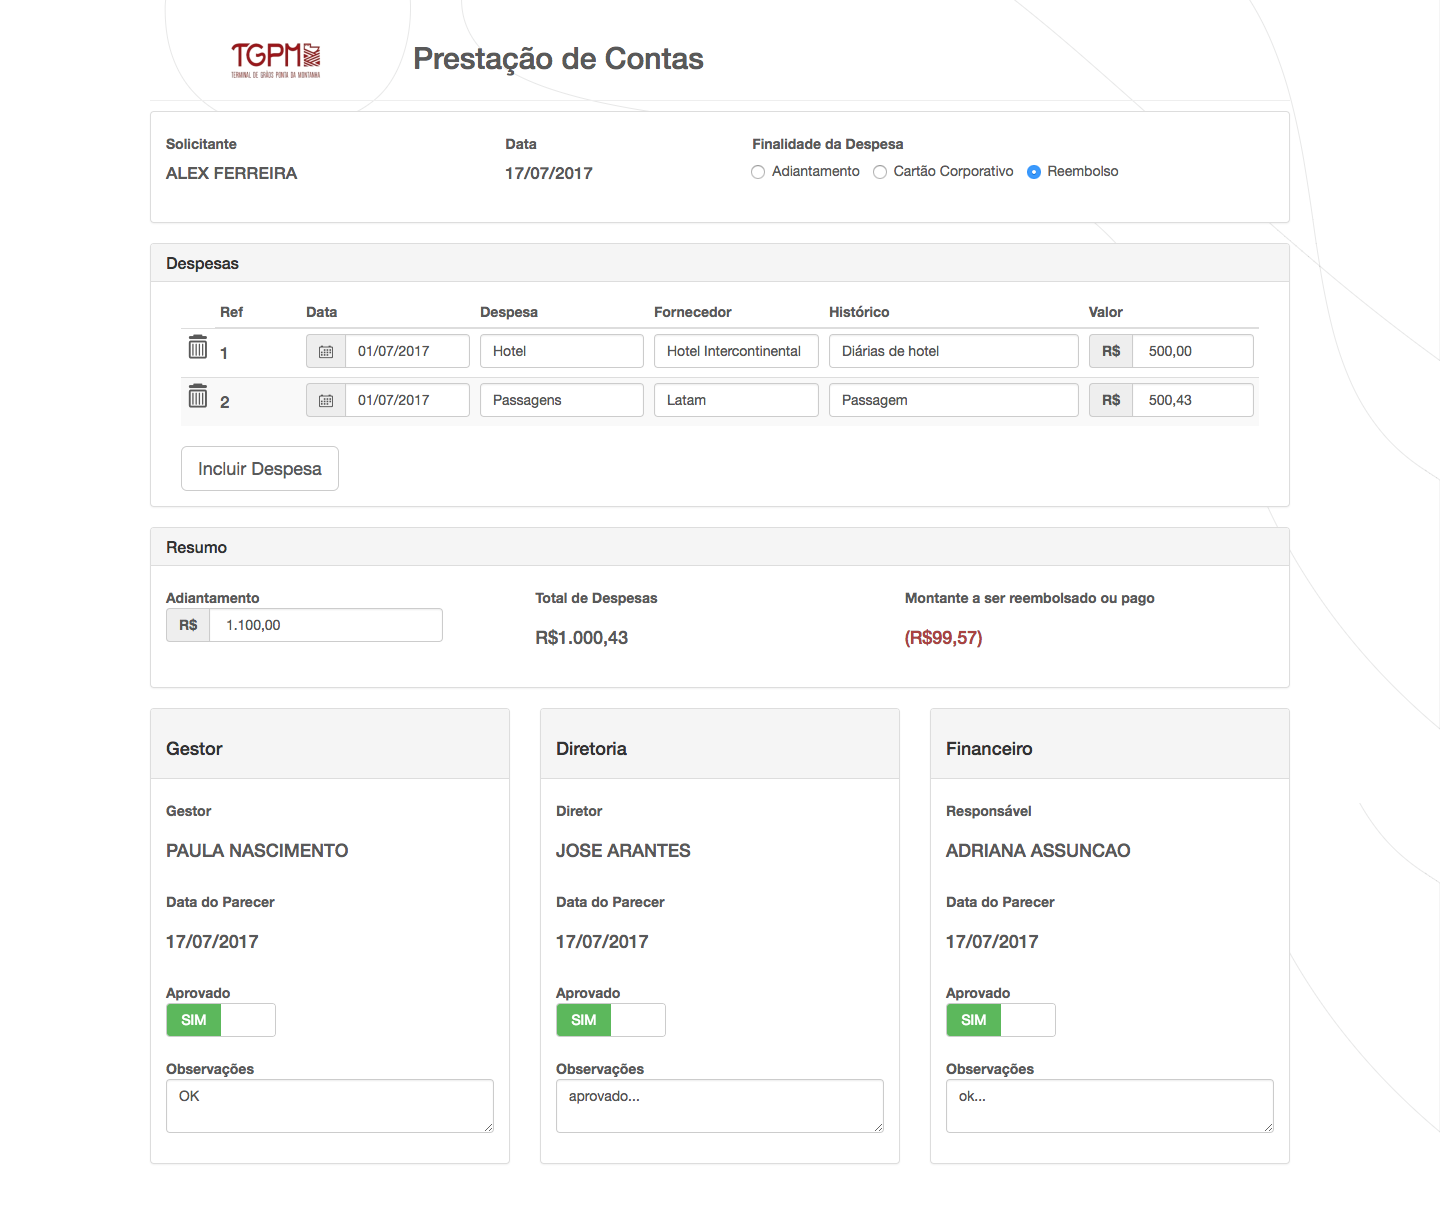 TGPM
TERMINAL DE GRÃOS PONTA DA MONTANHA
Prestação de Contas
Solicitante Data Finalidade da Despesa
ALEX FERREIRA 17/07/2017 Adiantamento Cartão Corporativo Reembolso
Despesas
Ref Data Despesa Fornecedor Histórico Valor
1 01/07/2017 Hotel Hotel Intercontinental Diárias de hotel R$ 500,00
2 01/07/2017 Passagens Latam Passagem R$ 500,43
Incluir Despesa
Resumo
Adiantamento Total de Despesas Montante a ser reembolsado ou pago
R$ 1.100,00 R$1.000,43 (R$99,57)
Gestor
Gestor
PAULA NASCIMENTO
Data do Parecer
17/07/2017
Aprovado
SIM
Observações
OK
Diretoria
Diretor
JOSE ARANTES
Data do Parecer
17/07/2017
Aprovado
SIM
Observações
aprovado...
Financeiro
Responsável
ADRIANA ASSUNCAO
Data do Parecer
17/07/2017
Aprovado
SIM
Observações
ok...